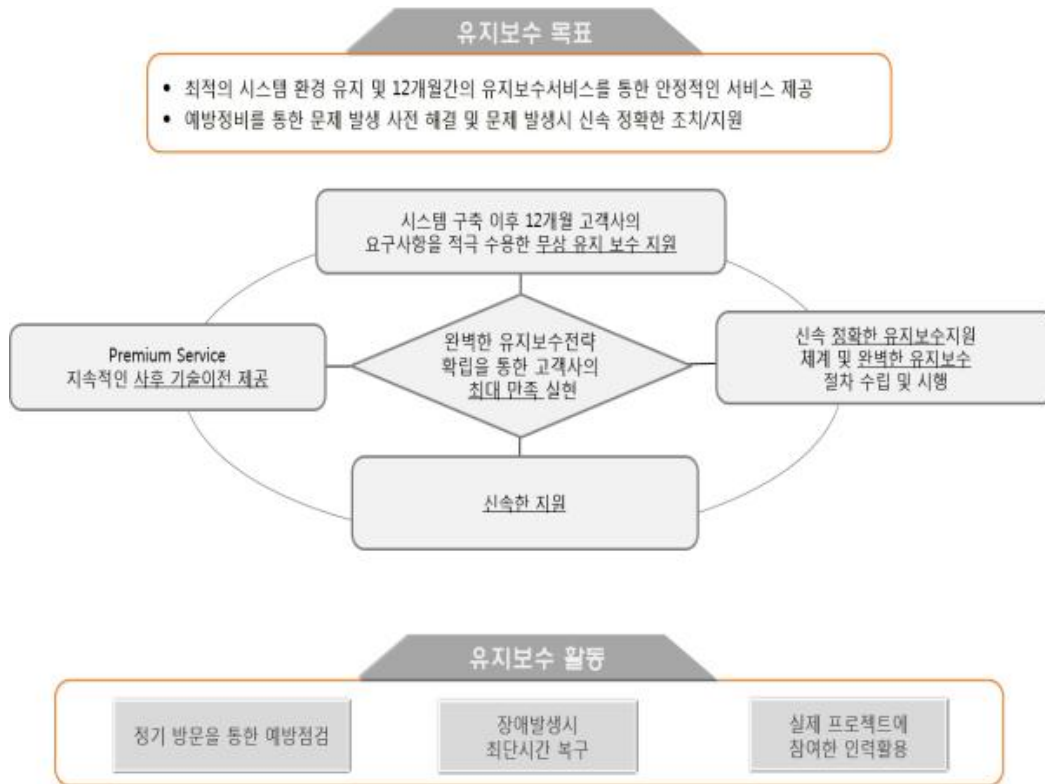 유지보수 목표
• 최적의 시스템 환경 유지 및 12개월간의 유지보수서비스를 통한 안정적인 서비스 제공
• 예방정비를 통한 문제 발생 사전 해결 및 문제 발생시 신속 정확한 조치/지원
시스템 구축 이후 12개월 고객사의
요구사항을 적극 수용한 무상 유지 보수 지원
Premium Service
지속적인 사후 기술이전 제공
완벽한 유지보수전략
확립을 통한 고객사의
최대 만족 실현
신속 정확한 유지보수지원
체계 및 완벽한 유지보수
절차 수립 및 시행
신속한 지원
유지보수 활동
정기 방문을 통한 예방점검
장애발생시
최단시간 복구
실제 프로젝트에
참여한 인력활용